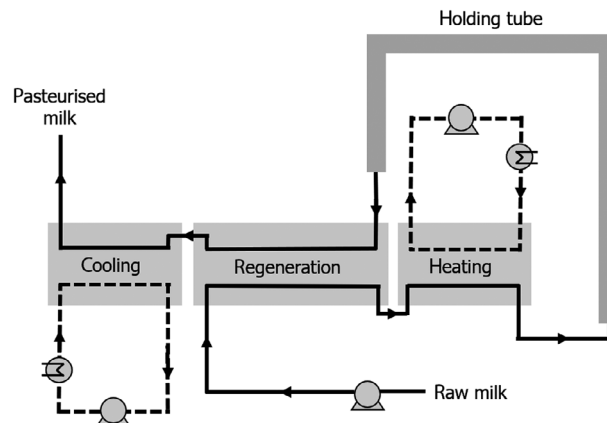 Holding tube
Pasteurised
milk
Cooling
Regeneration
Heating
Raw milk